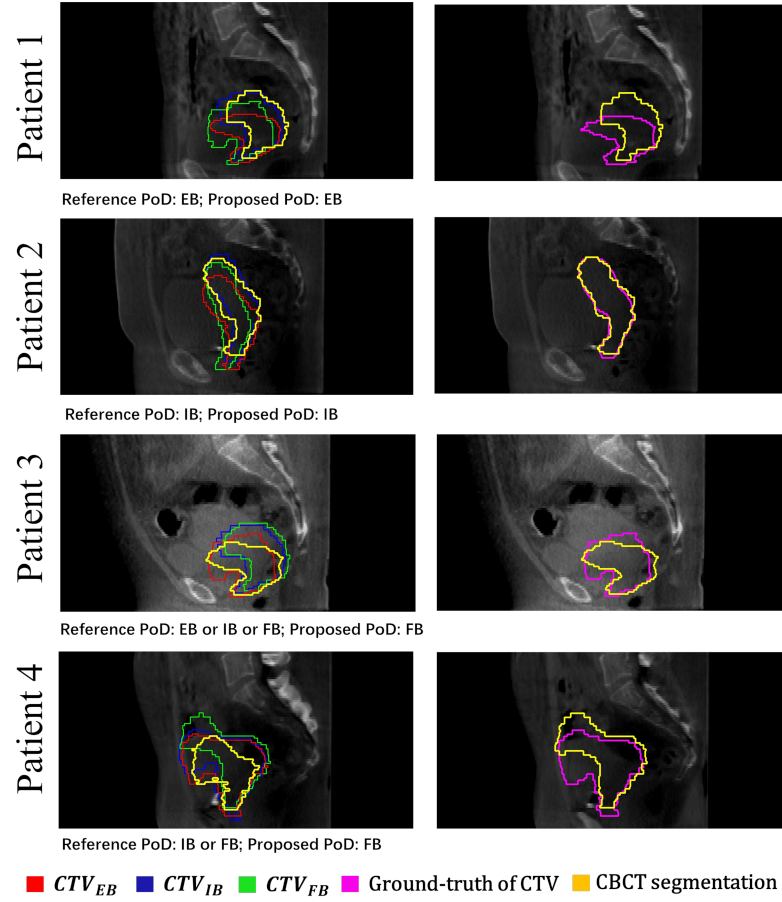 Patient 1
Reference PoD: EB; Proposed PoD: EB
Patient 2
Reference PoD: IB; Proposed PoD: IB
Patient 3
Reference PoD: EB or IB or FB; Proposed PoD: FB
Patient 4
Reference PoD: IB or FB; Proposed PoD: FB
CTV_EB CTV_IB CTV_FB Ground-truth of CTV CBCT segmentation